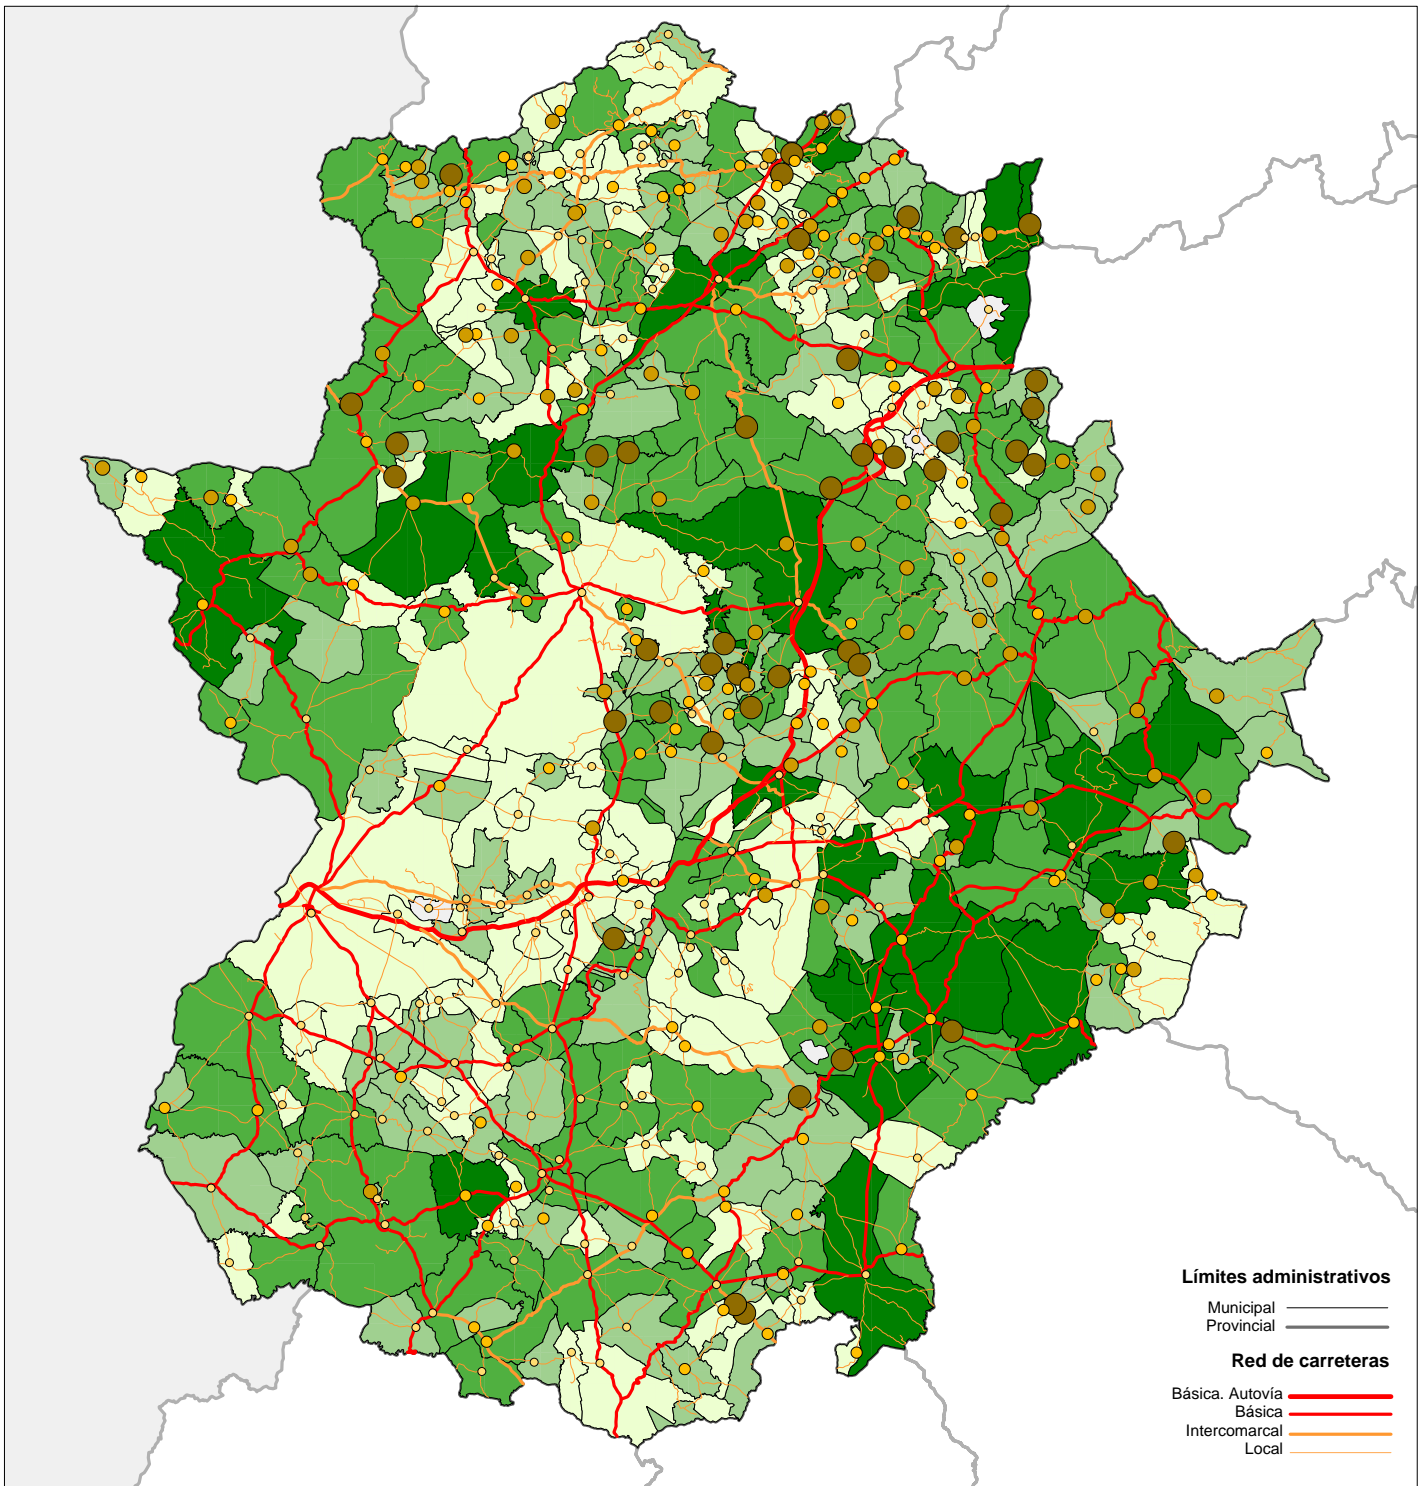 Límites administrativos
Municipal
Provincial
Red de carreteras
Básica. Autovía
Básica
Intercomarcal
Local